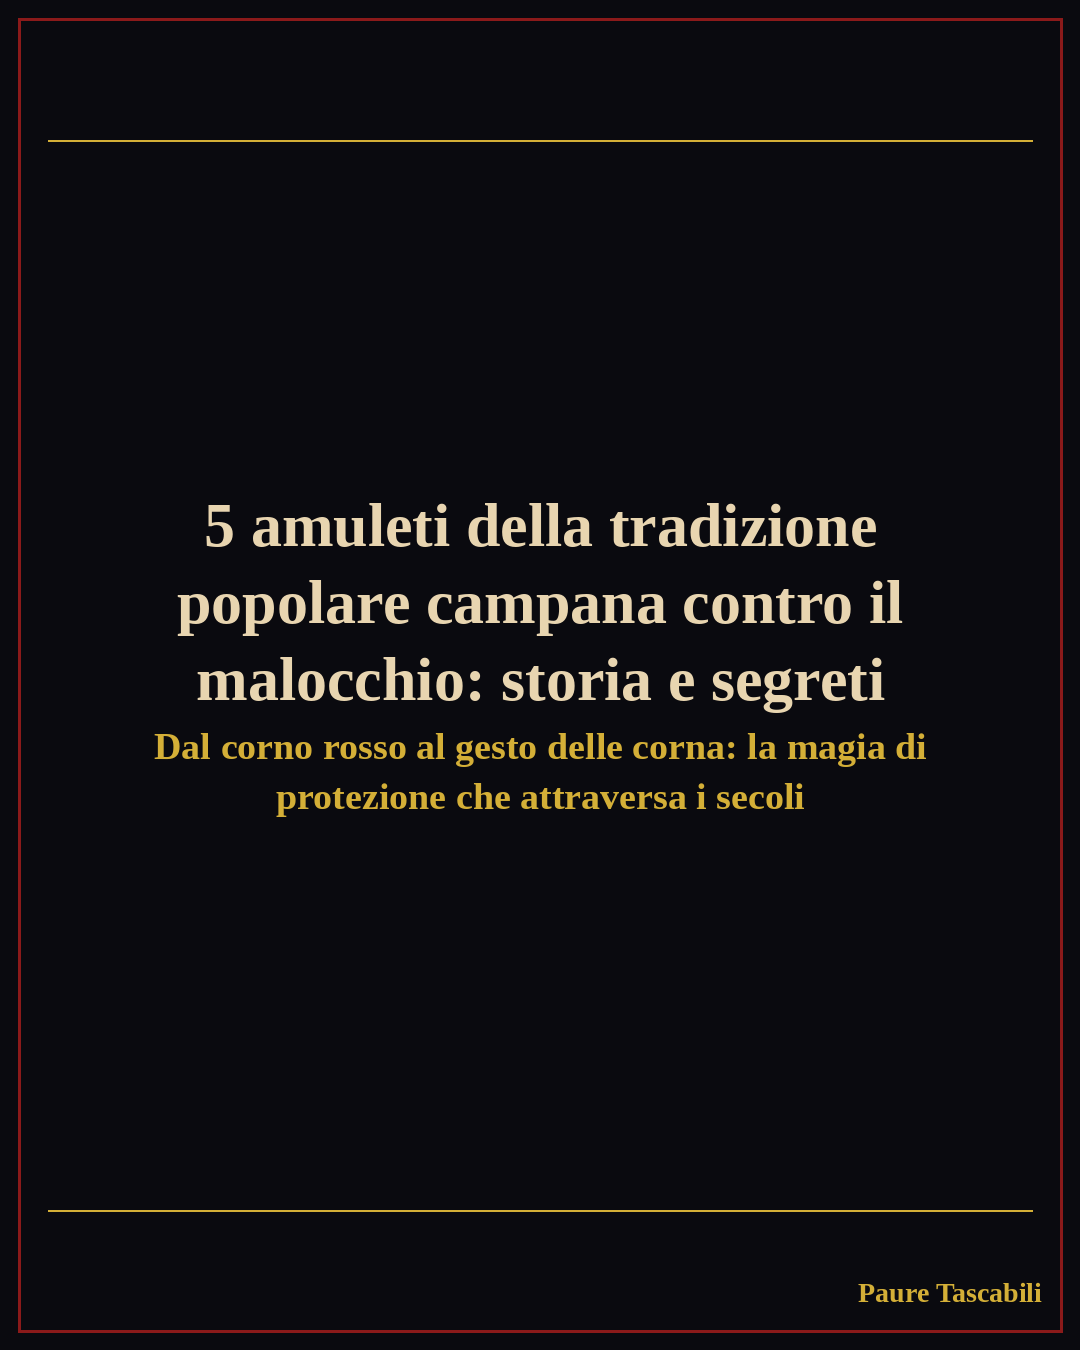 5 amuleti della tradizione
popolare campana contro il
malocchio: storia e segreti
Dal corno rosso al gesto delle corna: la magia di
protezione che attraversa i secoli
Paure Tascabili